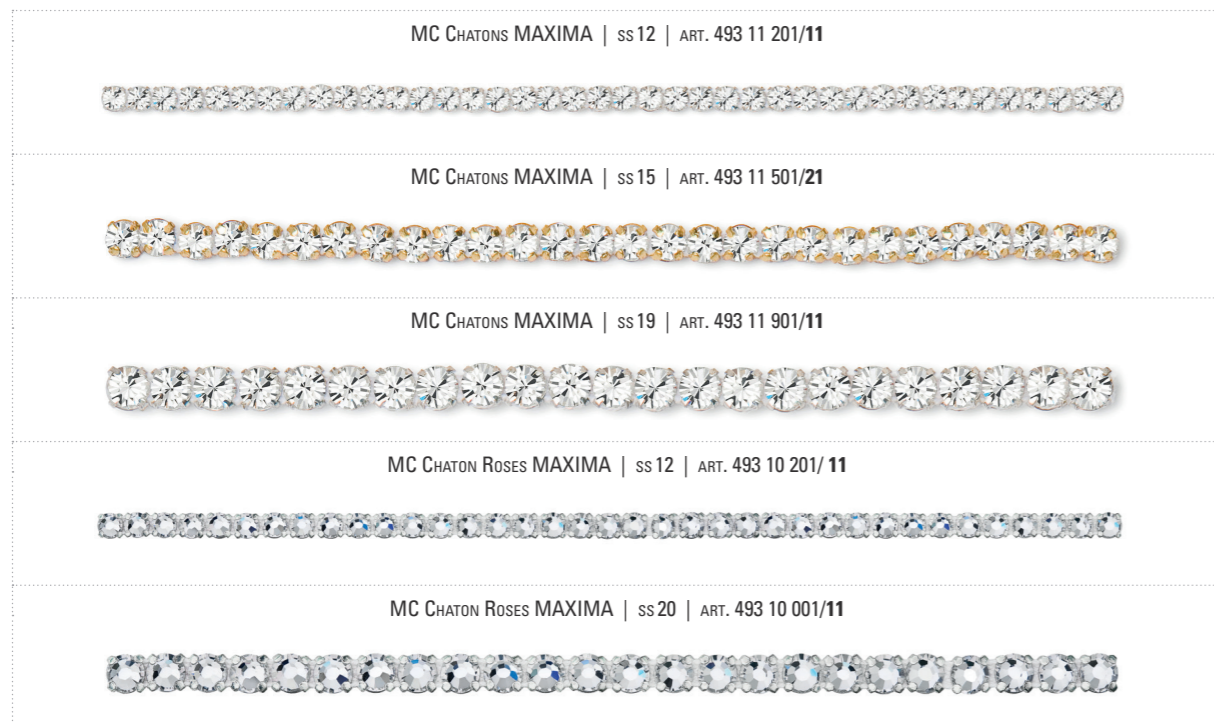 MC Chatons MAXIMA | ss 12 | art. 493 11 201/11
MC Chatons MAXIMA | ss 15 | art. 493 11 501/21
MC Chatons MAXIMA | ss 19 | art. 493 11 901/11
MC Chaton Roses MAXIMA | ss 12 | art. 493 10 201/ 11
MC Chaton Roses MAXIMA | ss 20 | art. 493 10 001/11